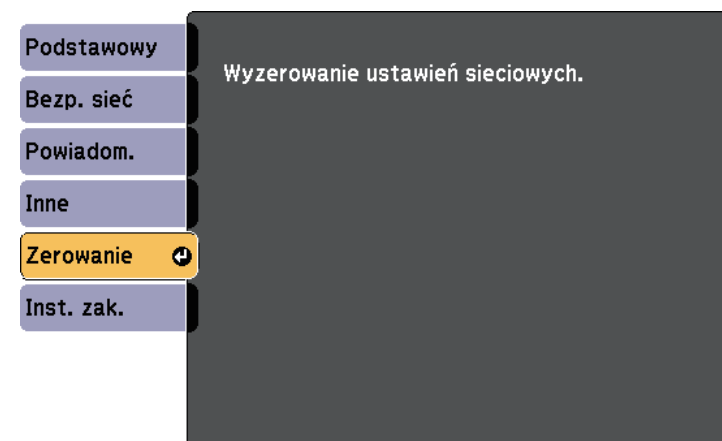 Podstawowy
Bezp. sieć
Powiadom.
Inne
Zerowanie
Inst. zak.
Wyzerowanie ustawień sieciowych.